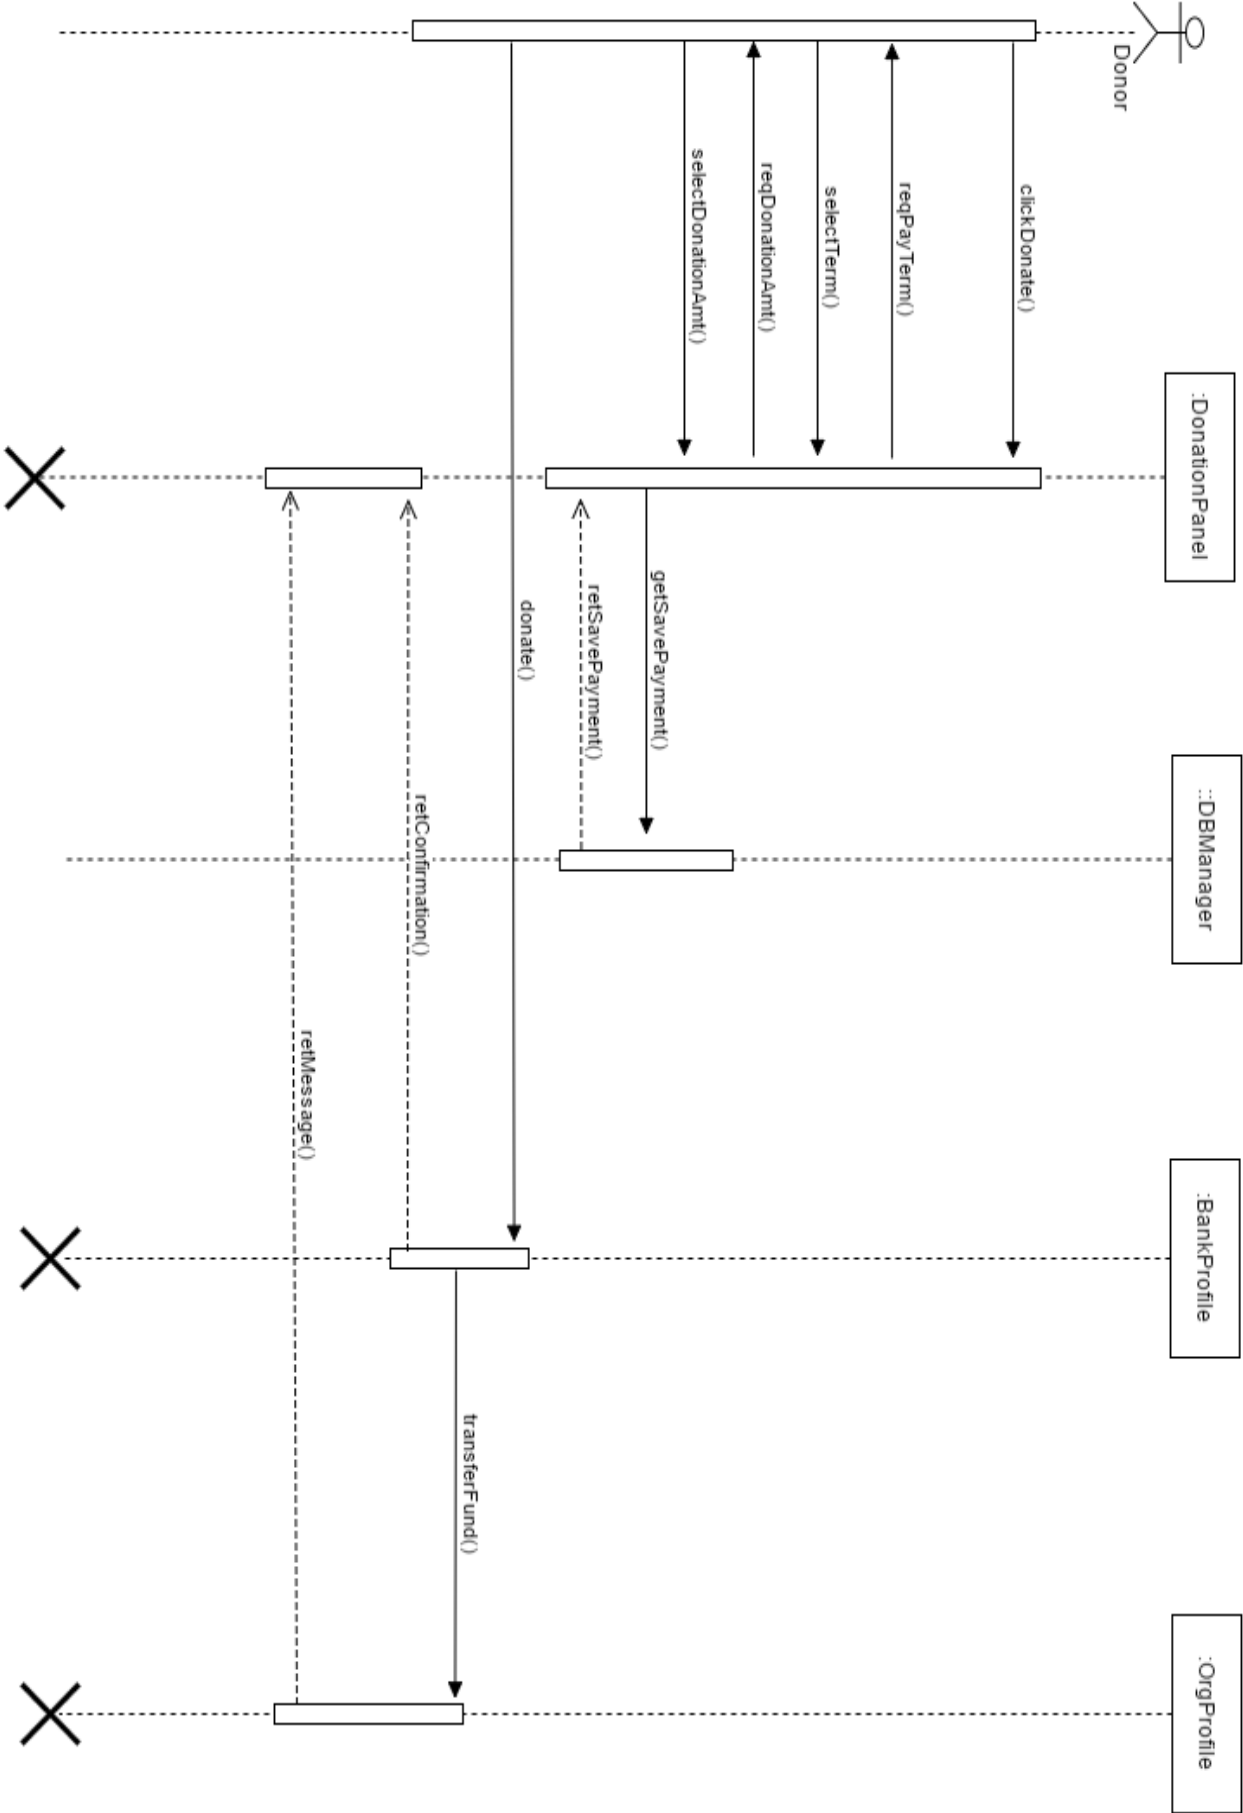 Donor
:DonationPanel
::DBManager
:BankProfile
:OrgProfile
clickDonate()
reqPayTerm()
selectTerm()
reqDonationAmt()
selectDonationAmt()
getSavePayment()
retSavePayment()
donate()
transferFund()
retConfirmation()
retMessage()